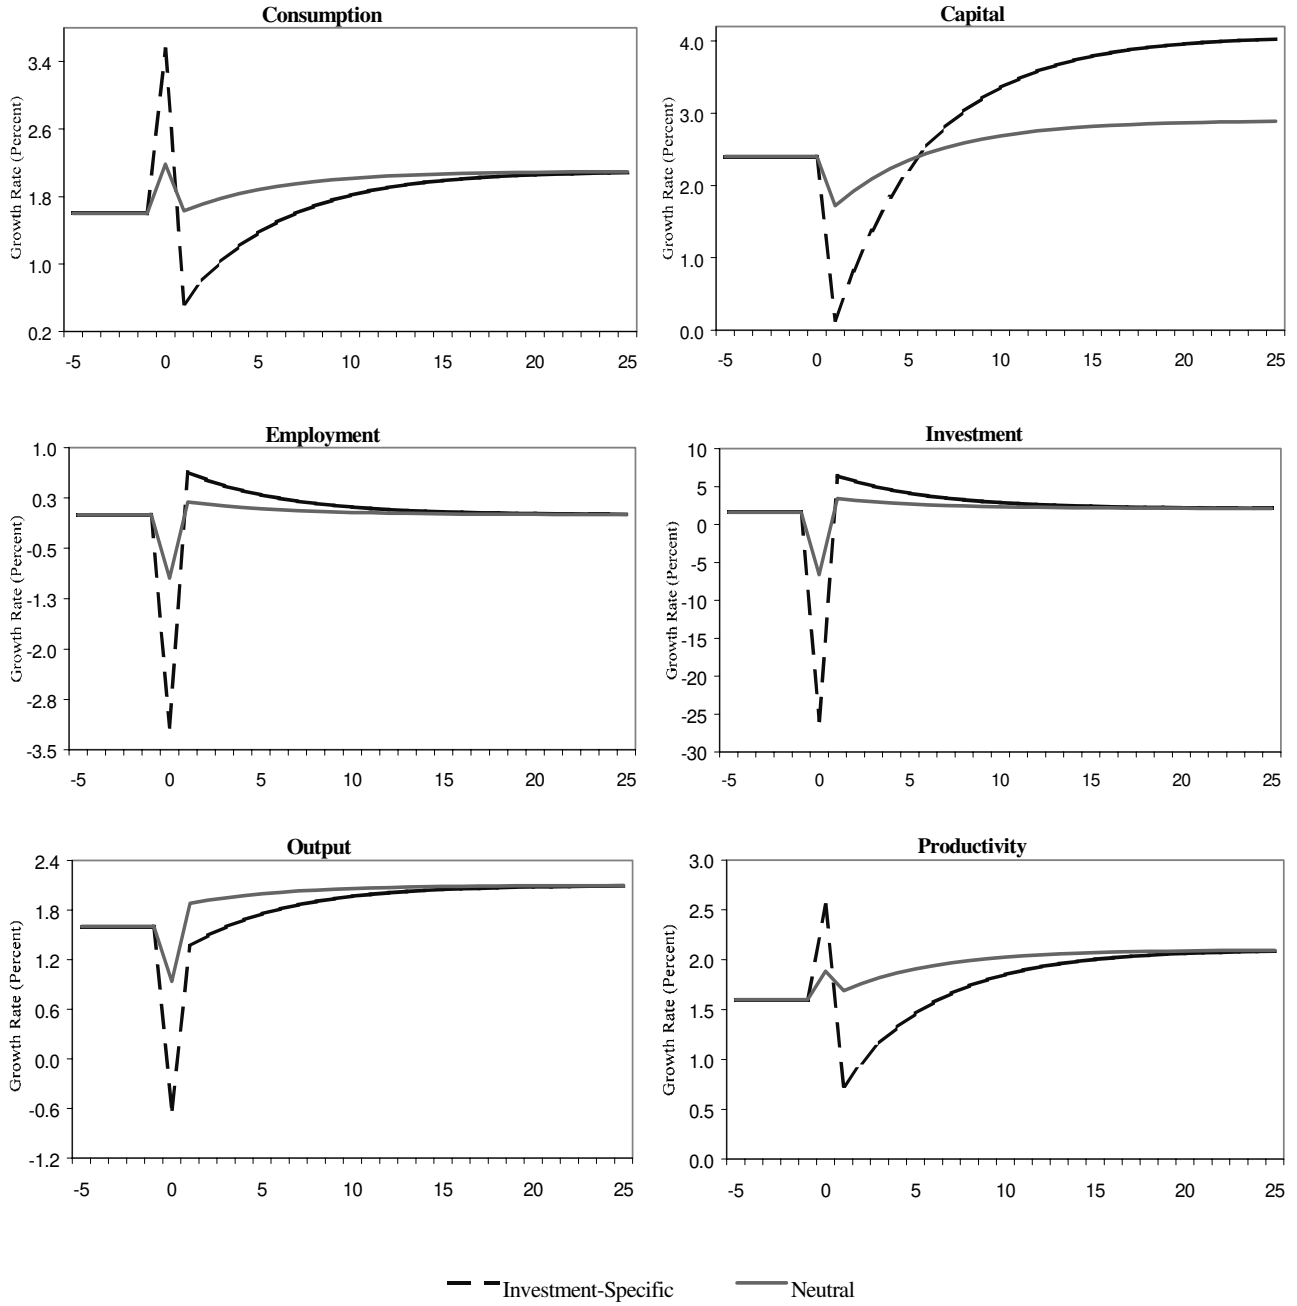 Consumption
Growth Rate (Percent)
3.4
2.6
1.8
1.0
0.2
-5 0 5 10 15 20 25
Capital
Growth Rate (Percent)
4.0
3.0
2.0
1.0
0.0
-5 0 5 10 15 20 25
Employment
Growth Rate (Percent)
1.0
0.3
-0.5
-1.3
-2.0
-2.8
-3.5
-5 0 5 10 15 20 25
Investment
Growth Rate (Percent)
10
5
0
-5
-10
-15
-20
-25
-30
-5 0 5 10 15 20 25
Output
Growth Rate (Percent)
2.4
1.8
1.2
0.6
0.0
-0.6
-1.2
-5 0 5 10 15 20 25
Productivity
Growth Rate (Percent)
3.0
2.5
2.0
1.5
1.0
0.5
0.0
-5 0 5 10 15 20 25
Investment-Specific Neutral